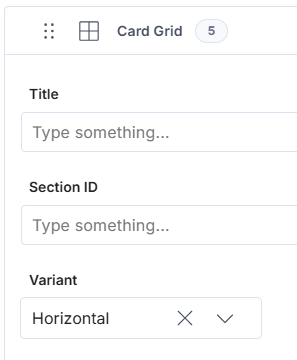 Card Grid 5
Title
Type something...
Section ID
Type something...
Variant
Horizontal